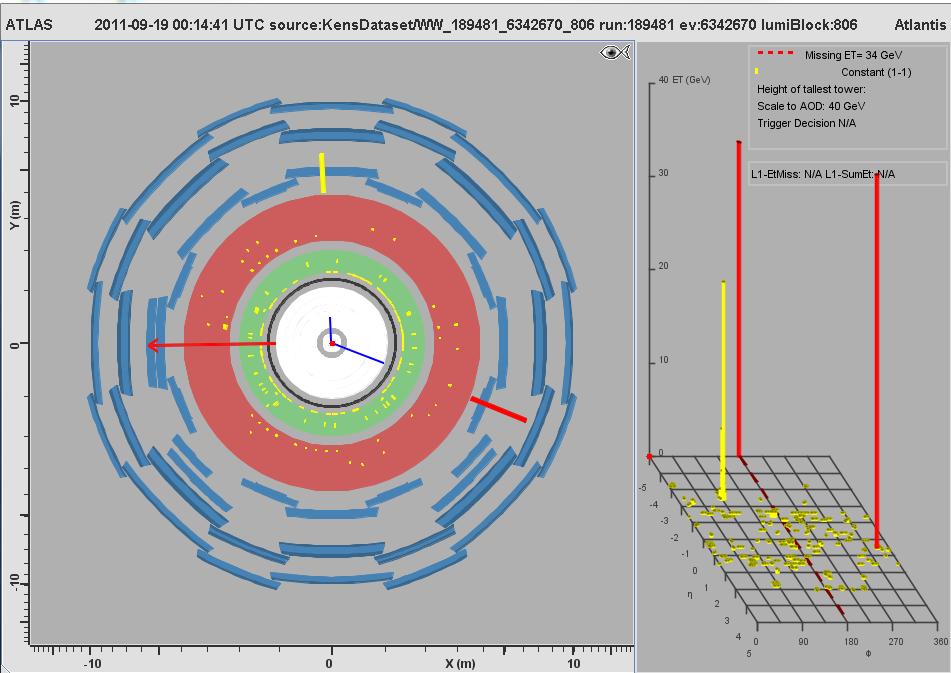 ATLAS 2011-09-19 00:14:41 UTC source:KensDataset/WW_189481_6342670_806 run:189481 ev:6342670 lumiBlock:806 Atlantis
10
Y (m)
0
-10
-10 0 X (m) 10
Missing ET= 34 GeV
Constant (1-1)
Height of tallest tower:
Scale to AOD: 40 GeV
Trigger Decision N/A
L1-EtMiss: N/A L1-SumEt: N/A
40 ET (GeV)
30
20
10
0
-5
-4
-3
-2
-1
0
η 1
2
3
4
5
0 90 180 270 360
Φ